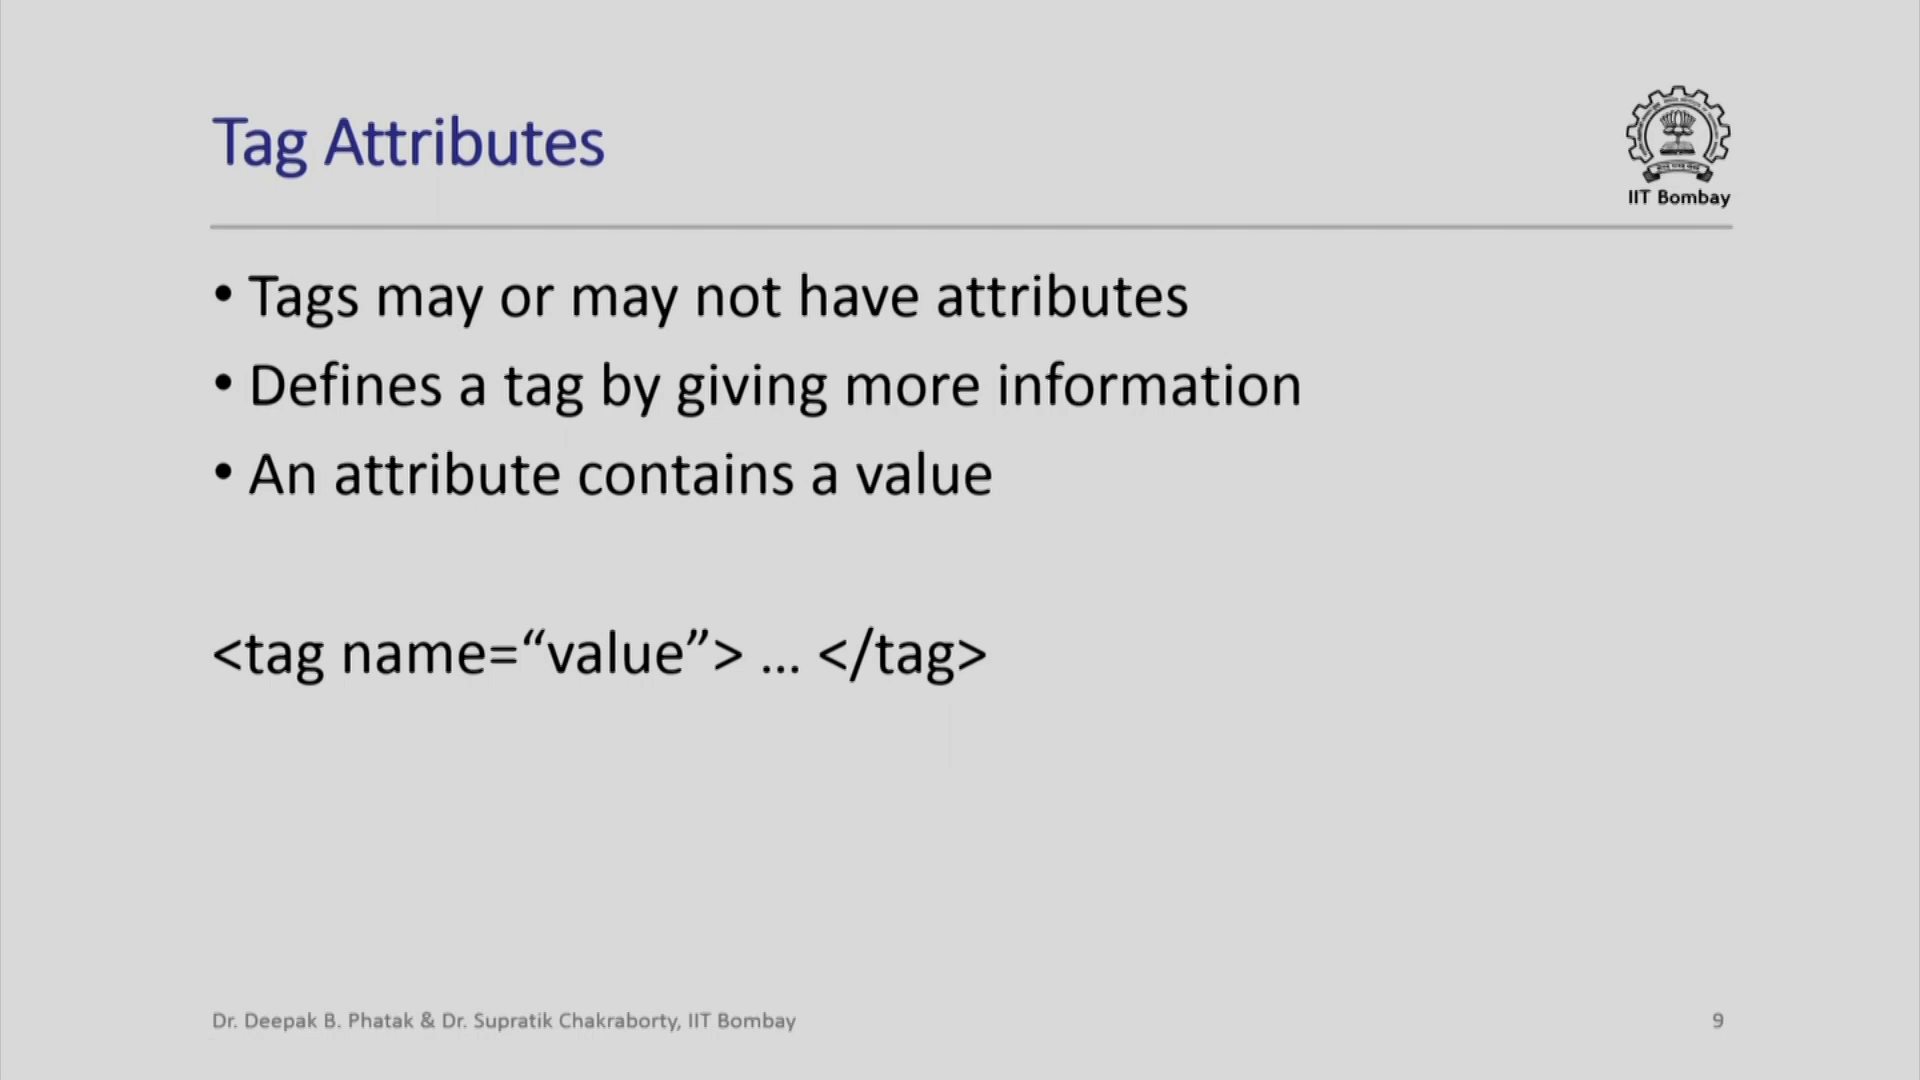 Tag Attributes
IIT Bombay
• Tags may or may not have attributes
• Defines a tag by giving more information
• An attribute contains a value
<tag name=“value”> ... </tag>
Dr. Deepak B. Phatak & Dr. Supratik Chakraborty, IIT Bombay
9